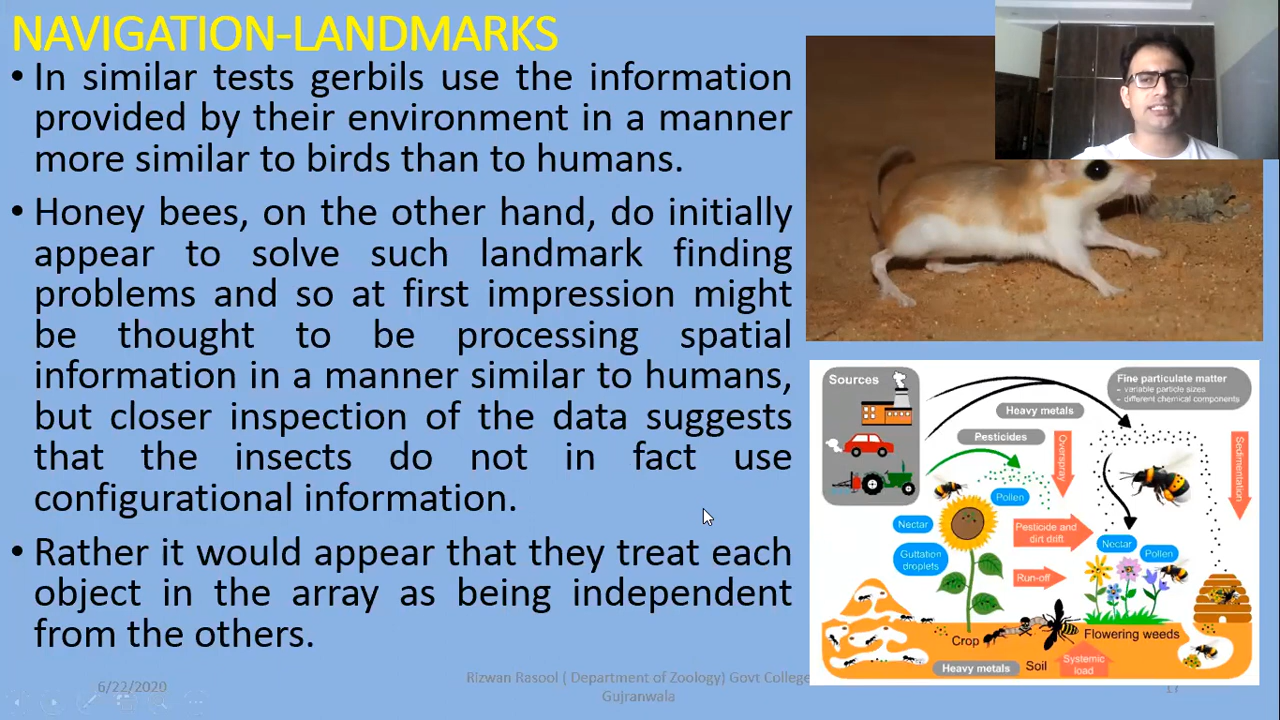 NAVIGATION-LANDMARKS
• In similar tests gerbils use the information
provided by their environment in a manner
more similar to birds than to humans.
• Honey bees, on the other hand, do initially
appear to solve such landmark finding
problems and so at first impression might
be thought to be processing spatial
information in a manner similar to humans,
but closer inspection of the data suggests
that the insects do not in fact use
configurational information.
• Rather it would appear that they treat each
object in the array as being independent
from the others.
Sources
Fine particulate matter
- variable particle sizes
- different chemical components
Heavy metals
Pesticides
Overspray
Sedimentation
Pollen
Nectar
Guttation
droplets
Pesticide and
dirt drift
Run-off
Nectar
Pollen
Crop
Flowering weeds
Heavy metals
Soil
Systemic
load
6/22/2020
Rizwan Rasool ( Department of Zoology) Govt College
Gujranwala